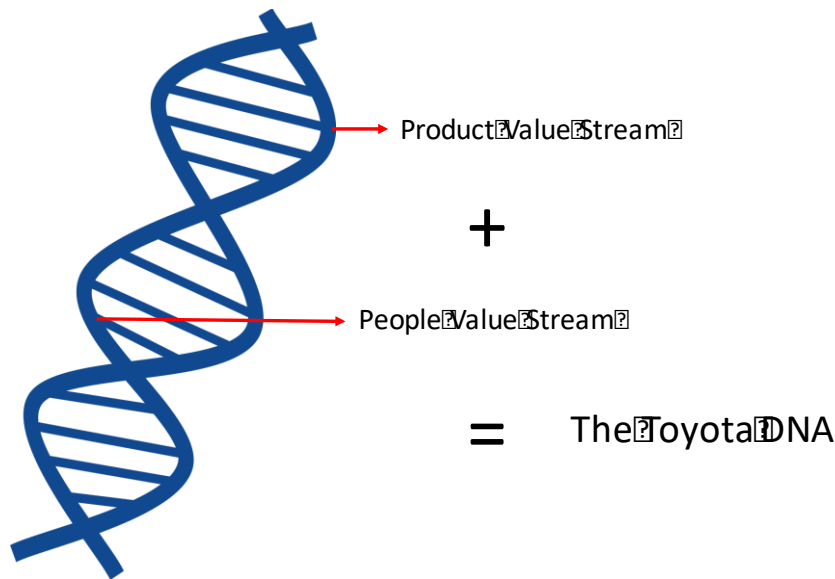 Product Value Stream
+
People Value Stream
= The Toyota DNA